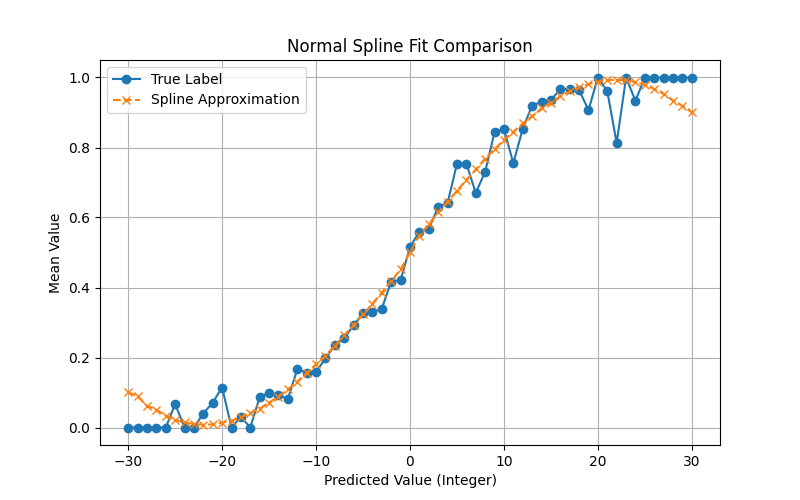 Normal Spline Fit Comparison
True Label
Spline Approximation
Mean Value
1.0
0.8
0.6
0.4
0.2
0.0
−30
−20
−10
0
10
20
30
Predicted Value (Integer)